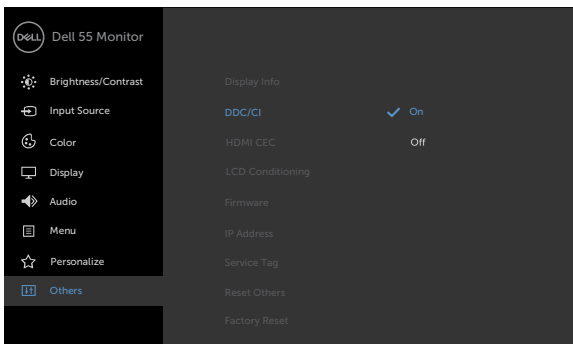 DELL Dell 55 Monitor
Brightness/Contrast
Display Info
Input Source
DDC/CI
On
Color
HDMI CEC
Off
Display
LCD Conditioning
Audio
Firmware
Menu
IP Address
Personalize
Service Tag
Others
Reset Others
Factory Reset